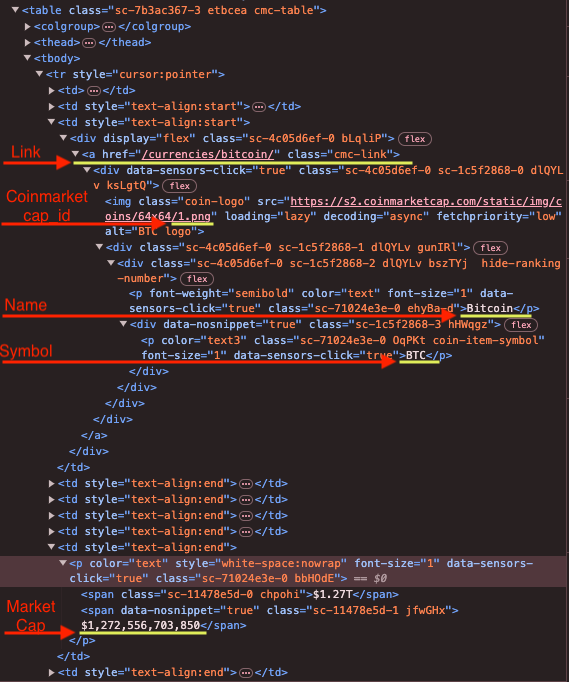 ▼<table class="sc-7b3ac367-3 etbcea cmc-table">
▶<colgroup>…</colgroup>
▶<thead>…</thead>
▼<tbody>
▼<tr style="cursor:pointer">
▶<td>…</td>
▶<td style="text-align:start">…</td>
▼<td style="text-align:start">
▼<div display="flex" class="sc-4c05d6ef-0 bLqliP"> flex
Link
▼<a href="/currencies/bitcoin/" class="cmc-link">
▼<div data-sensors-click="true" class="sc-4c05d6ef-0 sc-1c5f2868-0 dlQYL
v ksLgtQ"> flex
Coinmarket
cap_id
<img class="coin-logo" src="https://s2.coinmarketcap.com/static/img/c
oins/64x64/1.png" loading="lazy" decoding="async" fetchpriority="low"
alt="BTC logo">
▼<div class="sc-4c05d6ef-0 sc-1c5f2868-1 dlQYLv gunIRl"> flex
▼<div class="sc-4c05d6ef-0 sc-1c5f2868-2 dlQYLv bszTYj hide-ranking
-number"> flex
<p font-weight="semibold" color="text" font-size="1" data-
Name
sensors-click="true" class="sc-71024e3e-0 >Bitcoin</p>
▼<div data-nosnippet="true" class="sc-1c5f2868-3 hHWqgz"> flex
<p color="text3" class="sc-71024e3e-0 OqPKt coin-item-symbol"
Symbol
font-size="1" data-sensors-click="true">BTC</p>
</div>
</div>
</div>
</div>
</a>
</div>
</td>
▶<td style="text-align:end">…</td>
▶<td style="text-align:end">…</td>
▶<td style="text-align:end">…</td>
▶<td style="text-align:end">…</td>
▼<td style="text-align:end">
▼<p color="text" style="white-space:nowrap" font-size="1" data-sensors-
click="true" class="sc-71024e3e-0 bbHOdE"> == $0
<span class="sc-11478e5d-0 chpohi">$1.27T</span>
<span data-nosnippet="true" class="sc-11478e5d-1 jfwGHx">
Market
Cap
$1,272,556,703,850</span>
</p>
</td>
▶<td style="text-align:end">…</td>